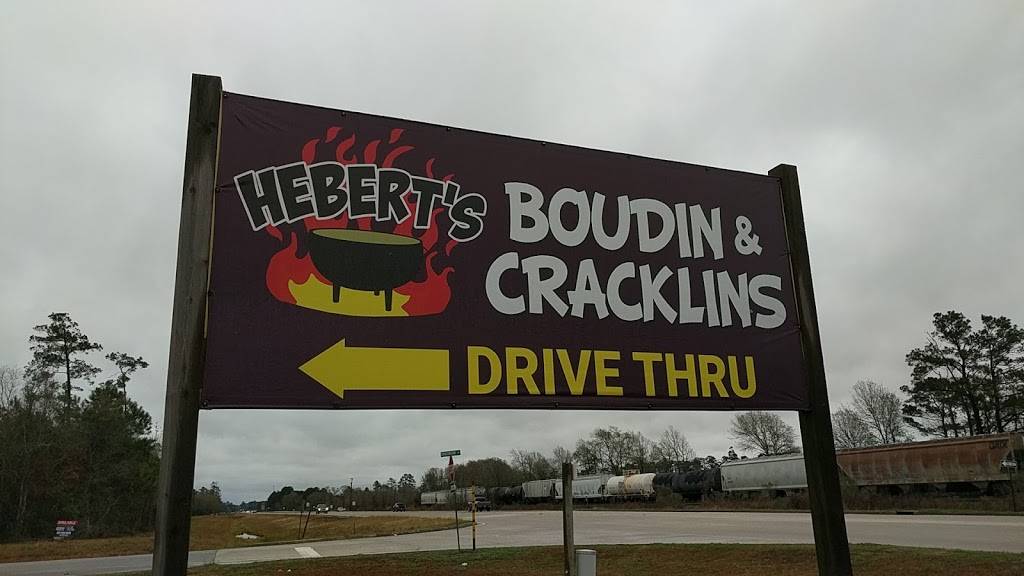 HEBERT'S
BOUDIN &
CRACKLINS
DRIVE THRU